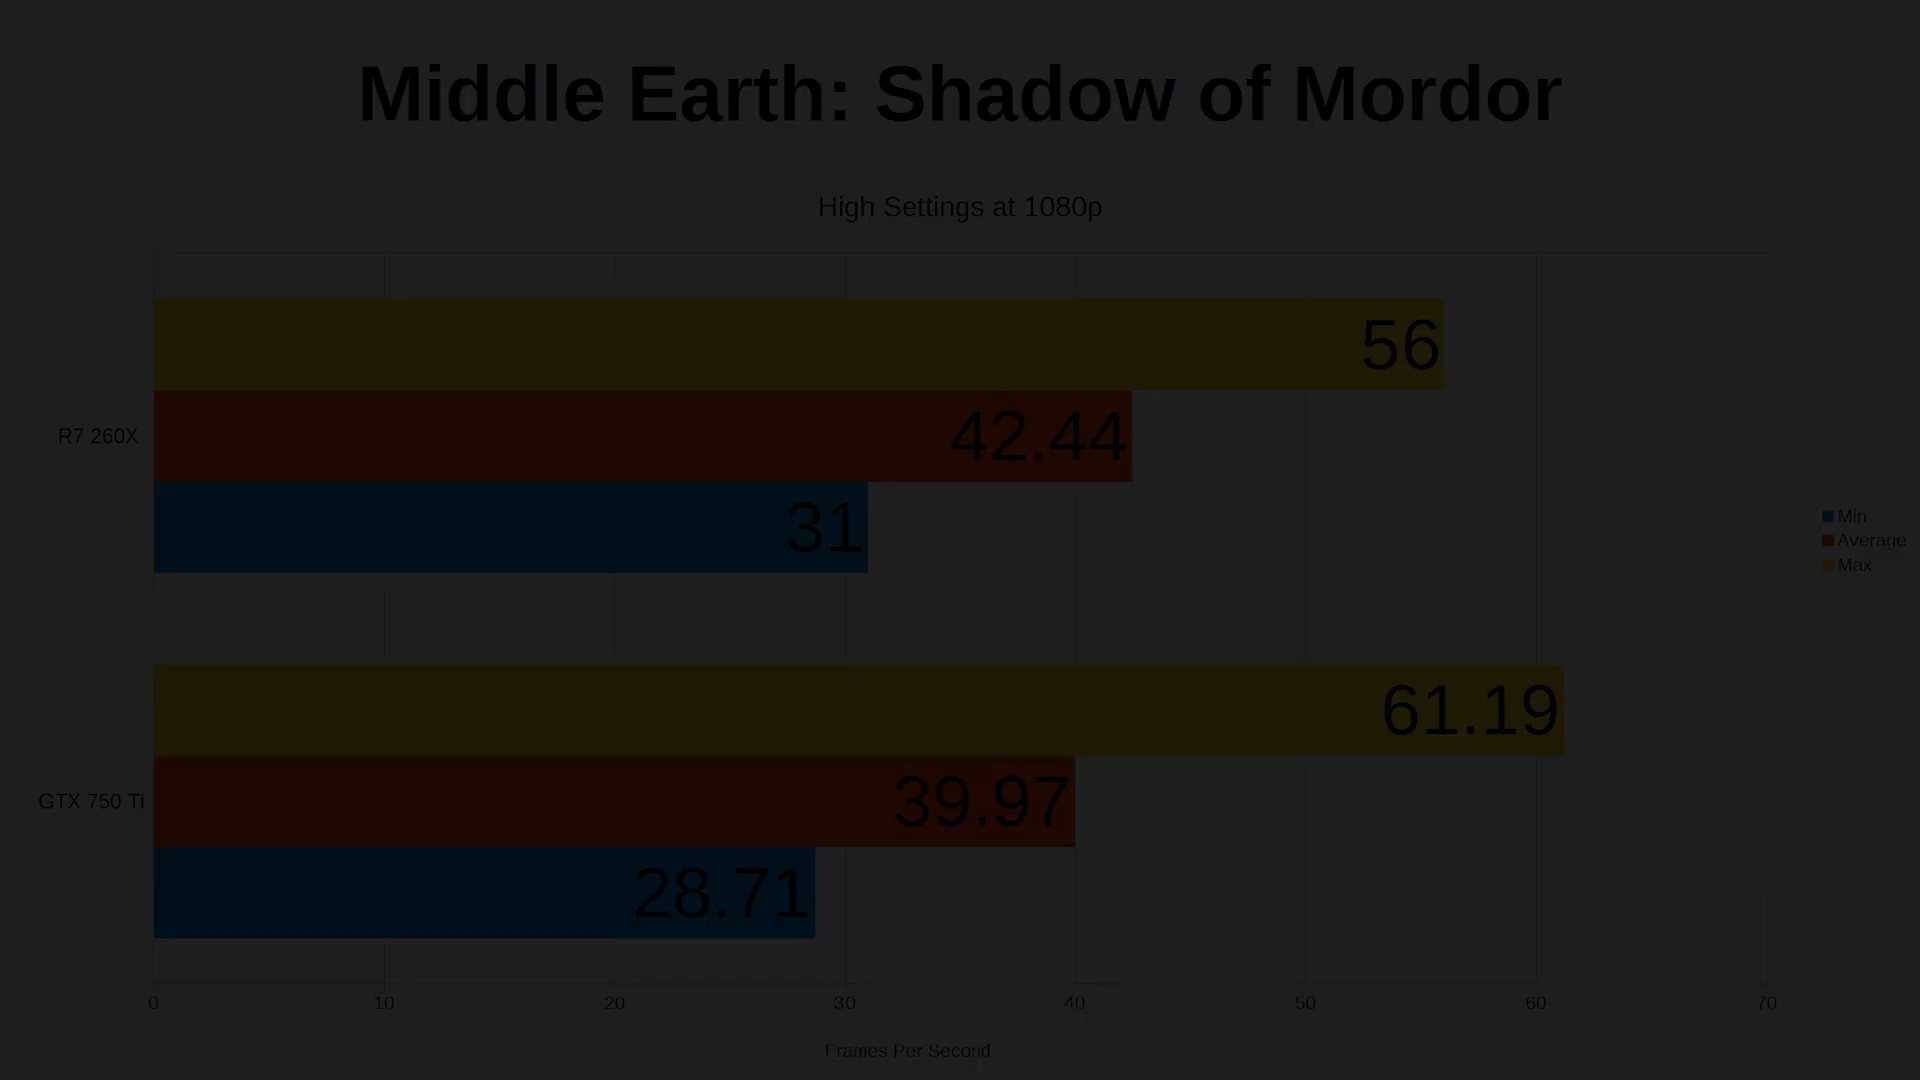 Middle Earth: Shadow of Mordor
High Settings at 1080p
56
42.44
R7 260X
31
Min
Average
Max
61.19
39.97
GTX 750 Ti
28.71
0 10 20 30 40 50 60 70
Frames Per Second